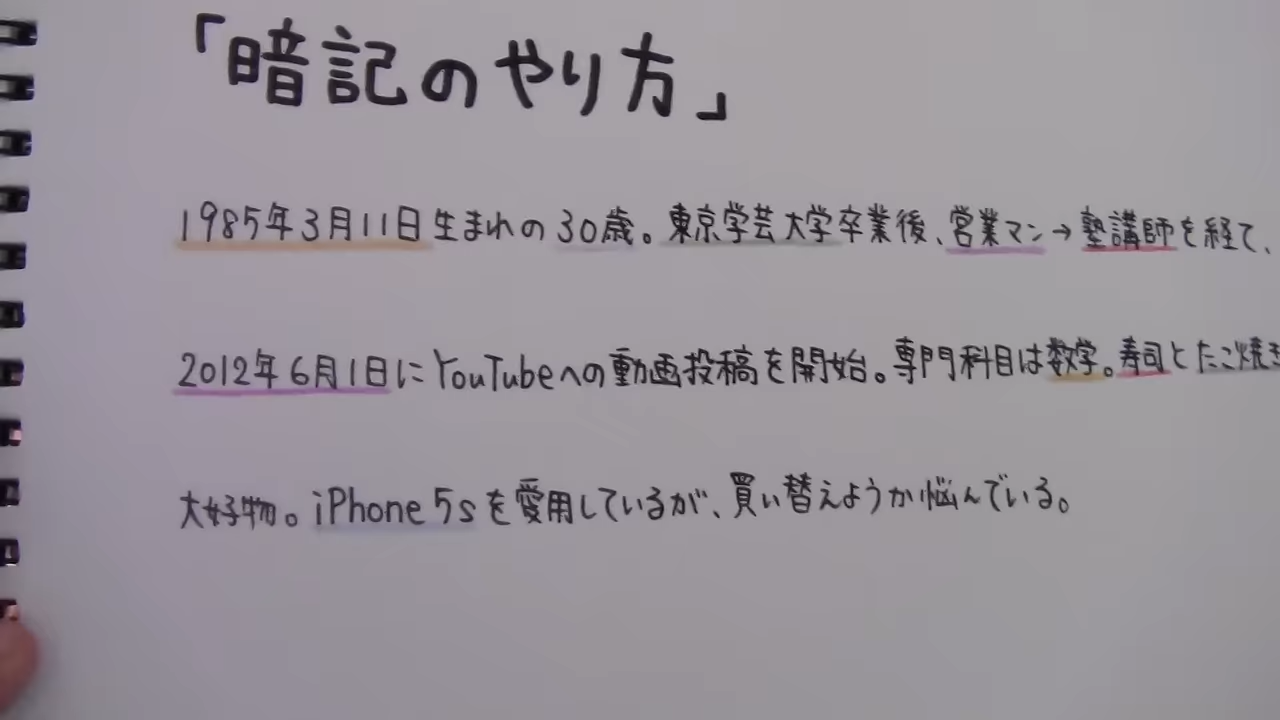 「暗記のやり方」
1985年3月11日生まれの30歳。東京学芸大学卒業後、営業マン→塾講師を経て、
2012年6月1日にYouTubeへの動画投稿を開始。専門科目は数学。寿司とたこ焼き
大好物。iPhone 5sを愛用しているが、買い替えようか悩んでいる。